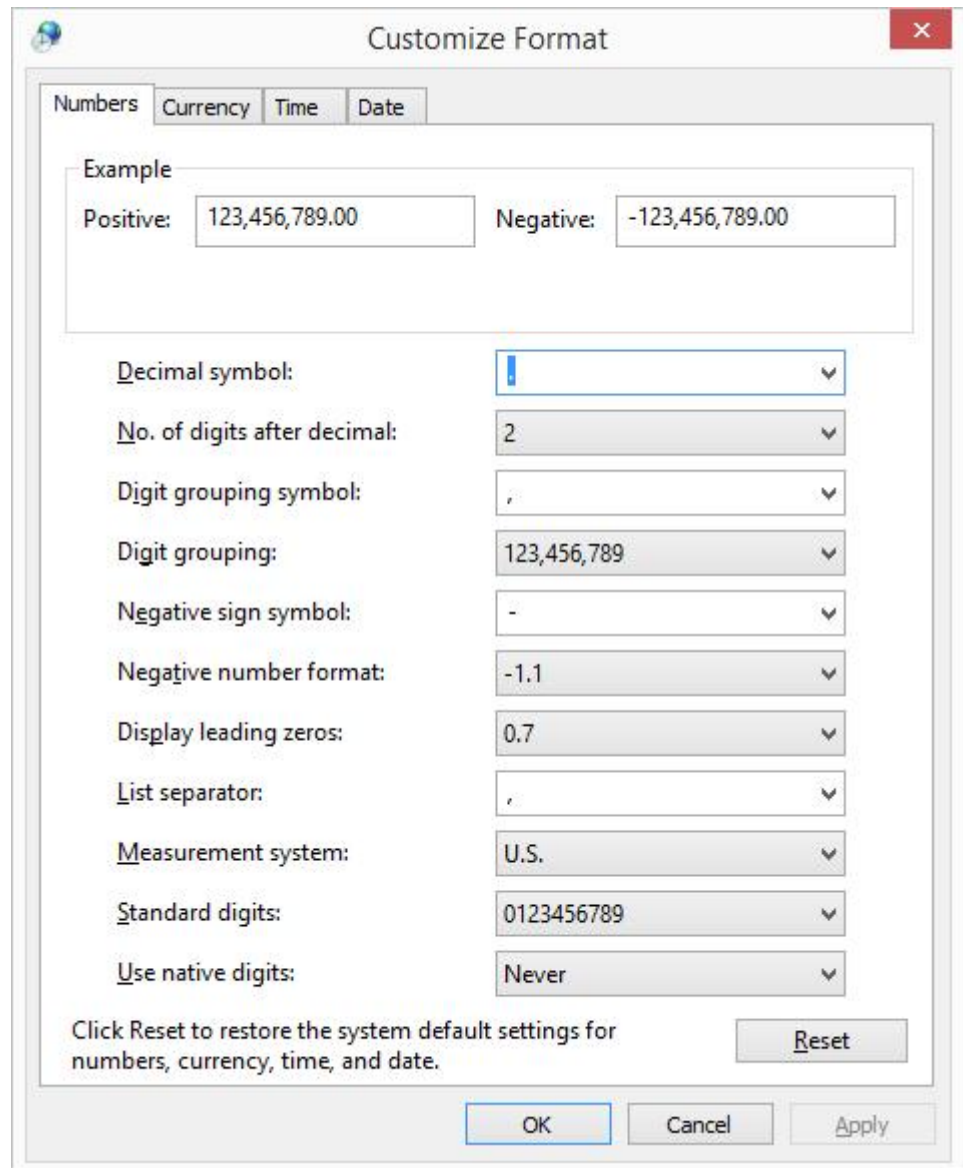 Customize Format
Numbers Currency Time Date
Example
Positive: 123,456,789.00 Negative: -123,456,789.00
Decimal symbol: .
No. of digits after decimal: 2
Digit grouping symbol: ,
Digit grouping: 123,456,789
Negative sign symbol: -
Negative number format: -1.1
Display leading zeros: 0.7
List separator: ,
Measurement system: U.S.
Standard digits: 0123456789
Use native digits: Never
Click Reset to restore the system default settings for
numbers, currency, time, and date.
Reset
OK Cancel Apply